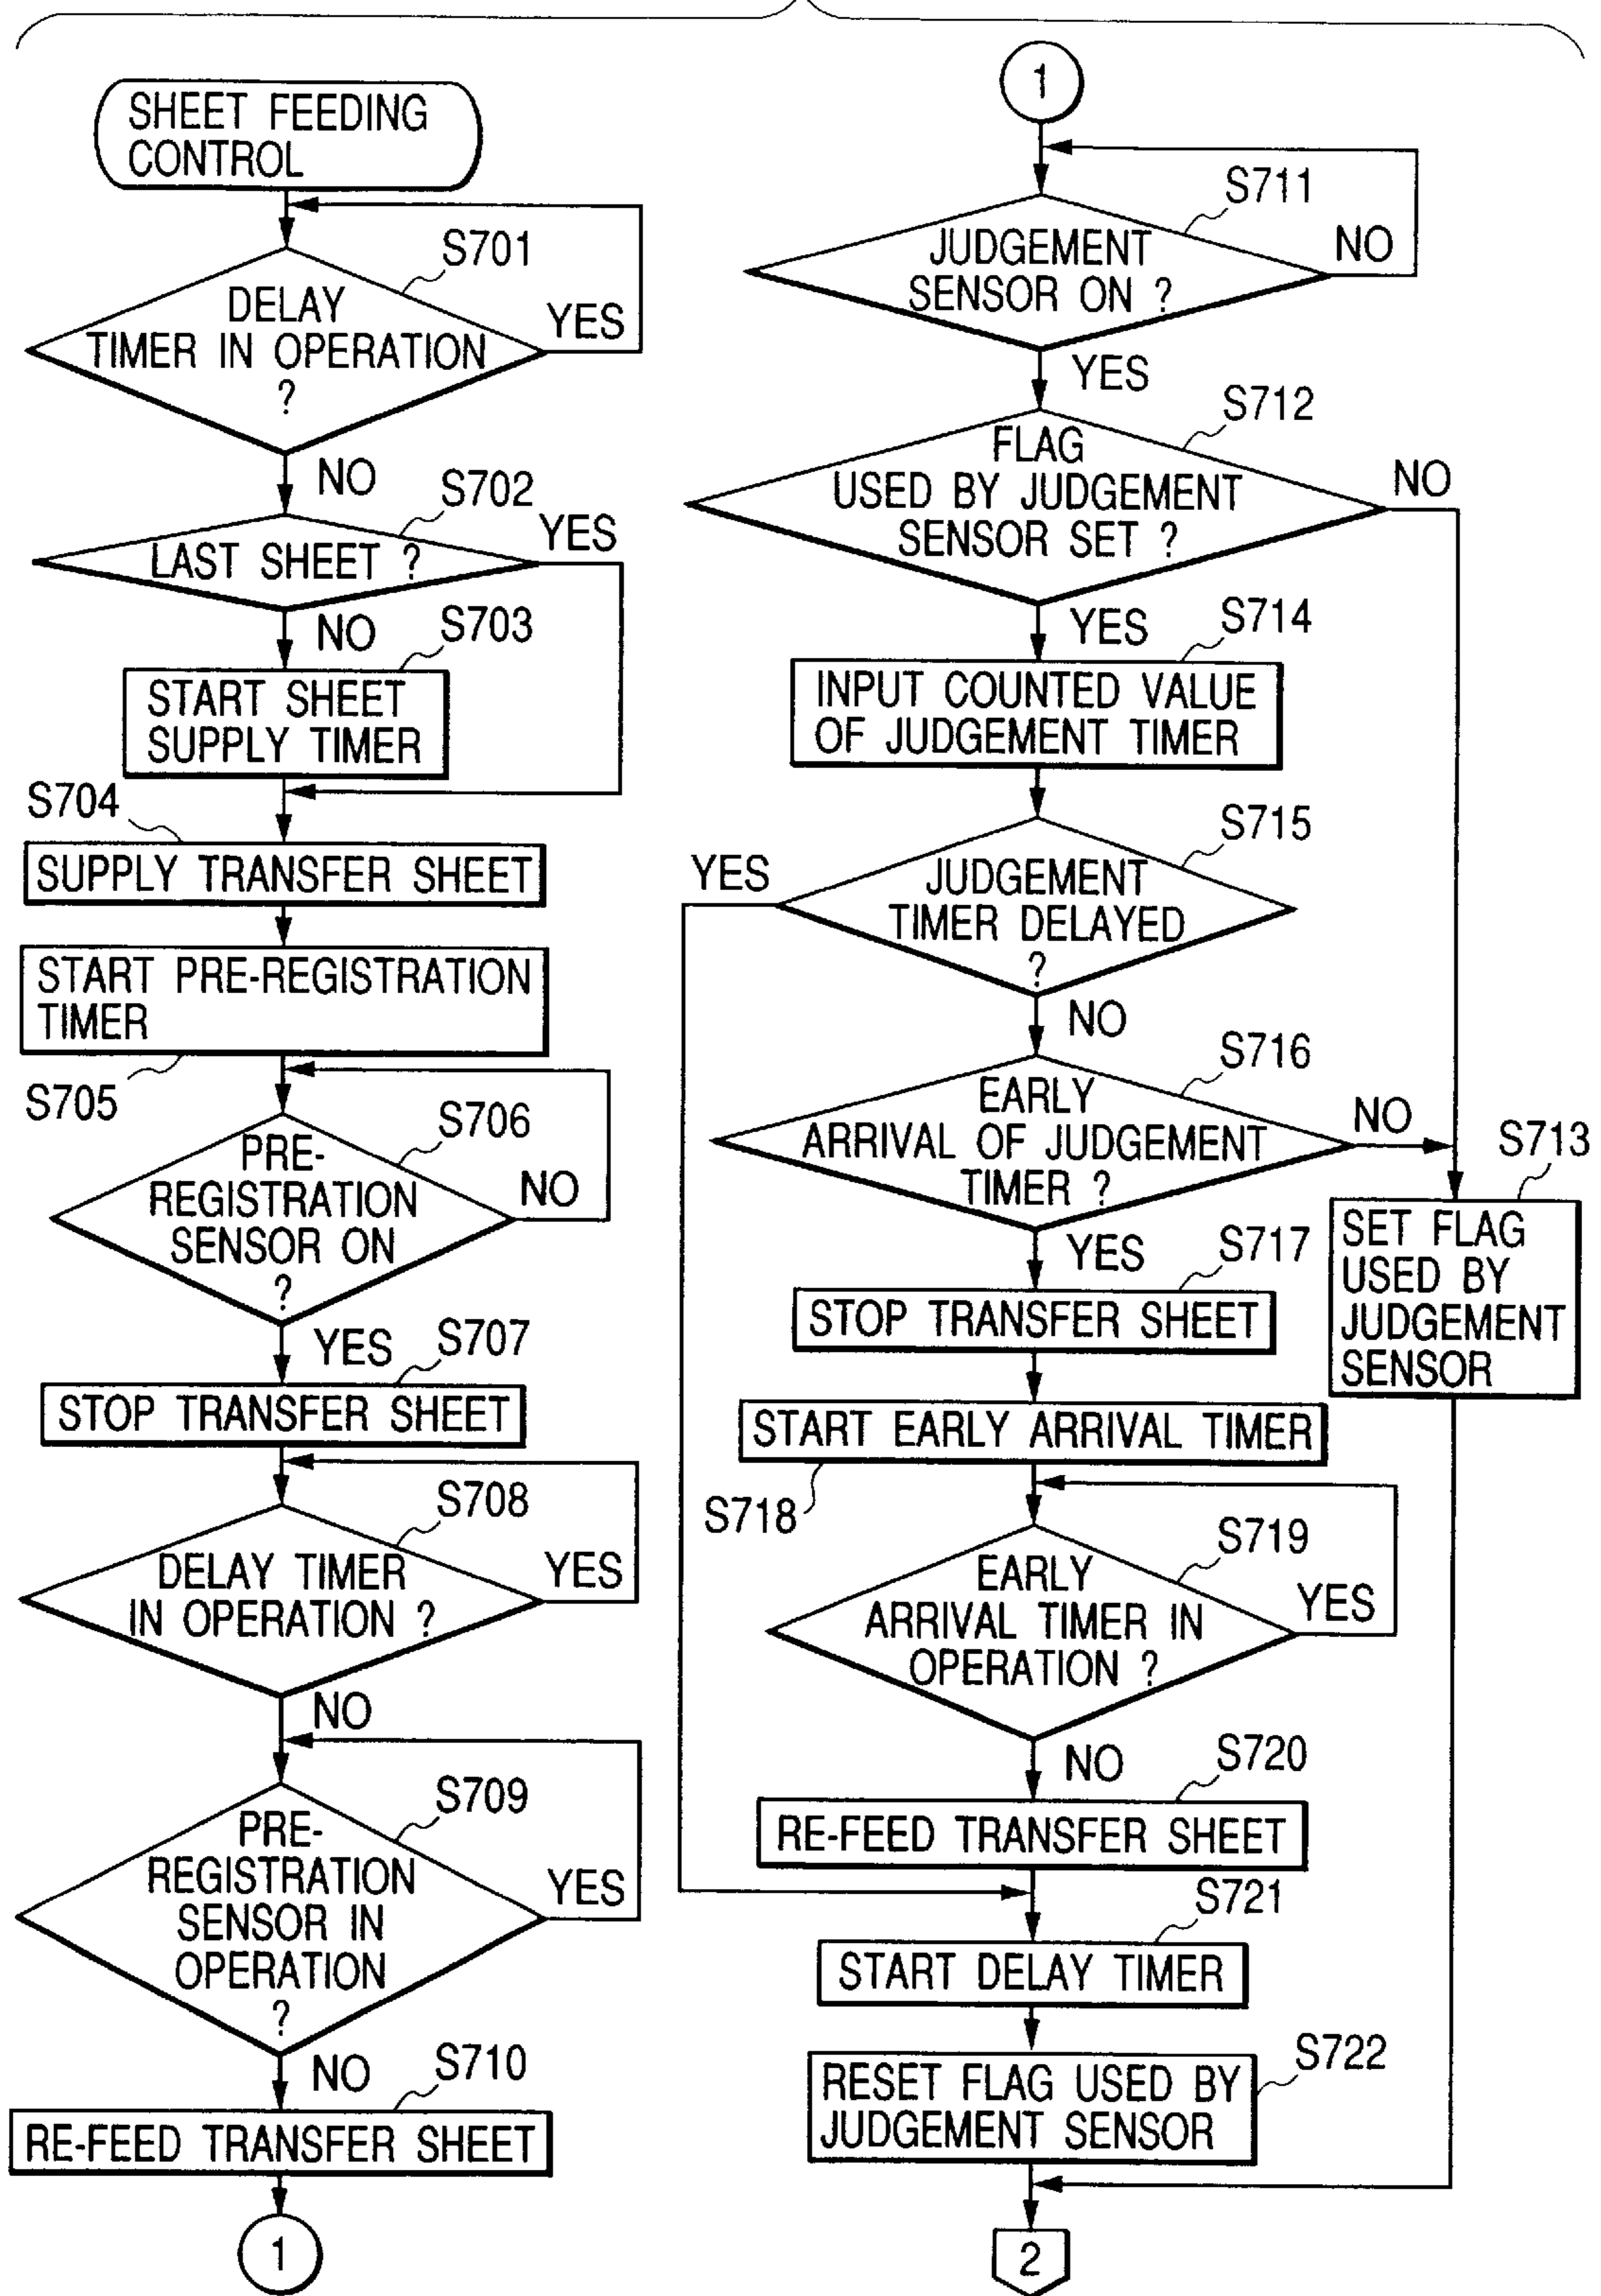 SHEET FEEDING
CONTROL
S701
DELAY
TIMER IN OPERATION
?
YES
NO
S702
YES
LAST SHEET ?
NO
S703
START SHEET
SUPPLY TIMER
S704
SUPPLY TRANSFER SHEET
START PRE-REGISTRATION
TIMER
S705
S706
PRE-
REGISTRATION
SENSOR ON
?
NO
YES
S707
STOP TRANSFER SHEET
S708
DELAY TIMER
IN OPERATION ?
YES
NO
S709
PRE-
REGISTRATION
SENSOR IN
OPERATION
?
YES
NO
S710
RE-FEED TRANSFER SHEET
1
1
S711
JUDGEMENT
SENSOR ON ?
NO
YES
S712
FLAG
USED BY JUDGEMENT
SENSOR SET ?
NO
YES
S714
INPUT COUNTED VALUE
OF JUDGEMENT TIMER
S715
YES
JUDGEMENT
TIMER DELAYED
?
NO
S716
EARLY
ARRIVAL OF JUDGEMENT
TIMER ?
NO
S713
SET FLAG
USED BY
JUDGEMENT
SENSOR
YES
S717
STOP TRANSFER SHEET
START EARLY ARRIVAL TIMER
S718
S719
EARLY
ARRIVAL TIMER IN
OPERATION ?
YES
NO
S720
RE-FEED TRANSFER SHEET
S721
START DELAY TIMER
S722
RESET FLAG USED BY
JUDGEMENT SENSOR
2